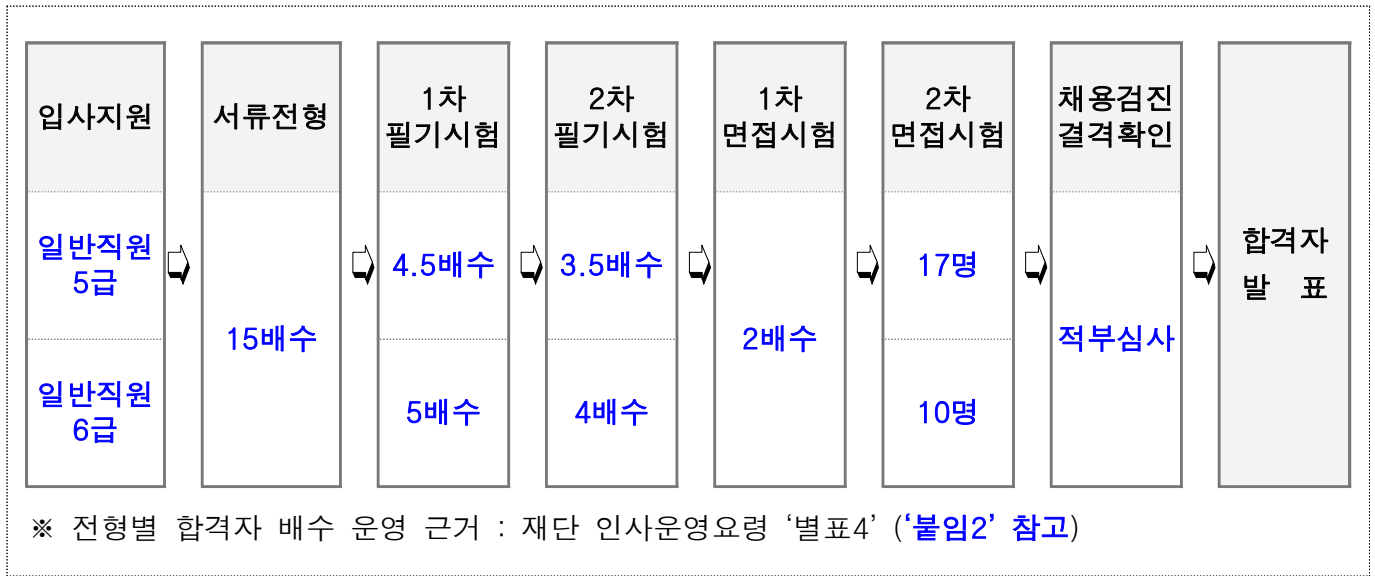 입사지원
일반직원
5급
일반직원
6급
서류전형
15배수
1차
필기시험
4.5배수
5배수
2차
필기시험
3.5배수
4배수
1차
면접시험
2배수
2차
면접시험
17명
10명
채용검진
결격확인
적부심사
합격자
발 표
※ 전형별 합격자 배수 운영 근거 : 재단 인사운영요령 ‘별표4’ (‘붙임2’ 참고)